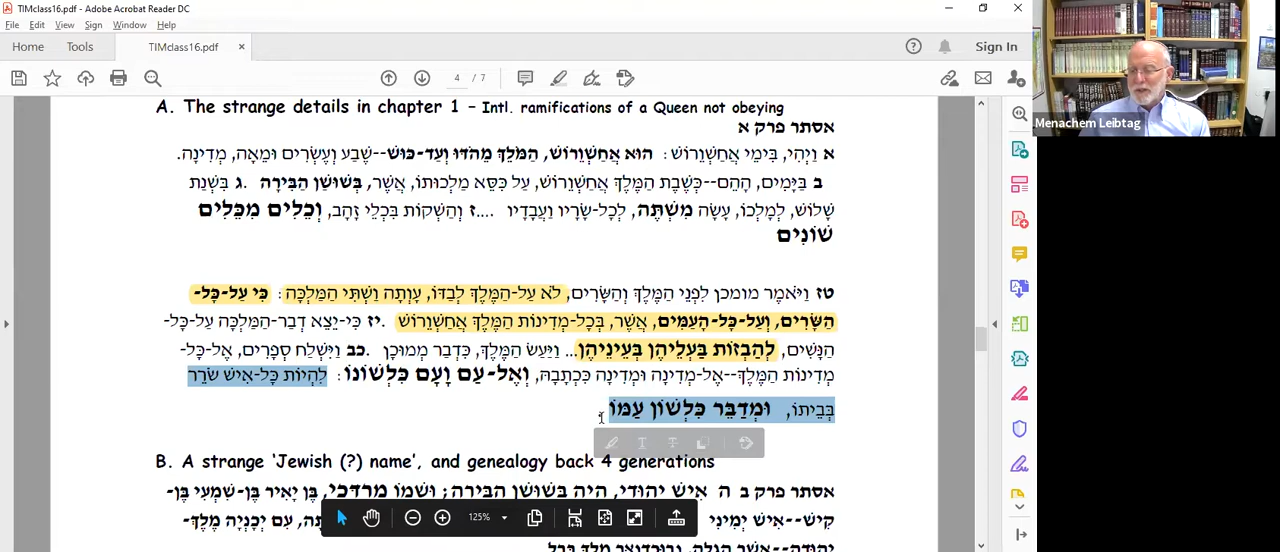 TIMclass16.pdf - Adobe Acrobat Reader DC
File Edit View Sign Window Help
Home Tools TIMclass16.pdf Sign In
4 / 7
Menachem Leibtag
A. The strange details in chapter 1 – Intl. ramifications of a Queen not obeying
אסתר פרק א
א וַיְהִי, בִּימֵי אֲחַשְׁוֵרוֹשׁ: הוּא אֲחַשְׁוֵרוֹשׁ, הַמֹּלֵךְ מֵהֹדּוּ וְעַד-כּוּשׁ--שֶׁבַע וְעֶשְׂרִים וּמֵאָה, מְדִינָה.
ב בַּיָּמִים, הָהֵם--כְּשֶׁבֶת הַמֶּלֶךְ אֲחַשְׁוֵרוֹשׁ, עַל כִּסֵּא מַלְכוּתוֹ, אֲשֶׁר, בְּשׁוּשַׁן הַבִּירָה. ג בִּשְׁנַת
שָׁלוֹשׁ, לְמָלְכוֹ, עָשָׂה מִשְׁתֶּה, לְכָל-שָׂרָיו וַעֲבָדָיו .... ז וְהַשְׁקוֹת בִּכְלֵי זָהָב, וְכֵלִים מִכֵּלִים
שׁוֹנִים
טז וַיֹּאמֶר מומכן לִפְנֵי הַמֶּלֶךְ וְהַשָּׂרִים, לֹא עַל-הַמֶּלֶךְ לְבַדּוֹ, עָוְתָה וַשְׁתִּי הַמַּלְכָּה: כִּי עַל-כָּל-
הַשָּׂרִים, וְעַל-כָּל-הָעַמִּים, אֲשֶׁר, בְּכָל-מְדִינוֹת הַמֶּלֶךְ אֲחַשְׁוֵרוֹשׁ. יז כִּי-יֵצֵא דְבַר-הַמַּלְכָּה עַל-כָּל-
הַנָּשִׁים, לְהַבְזוֹת בַּעְלֵיהֶן בְּעֵינֵיהֶן... וַיַּעַשׂ הַמֶּלֶךְ, כִּדְבַר מְמוּכָן. כב וַיִּשְׁלַח סְפָרִים, אֶל-כָּל-
מְדִינוֹת הַמֶּלֶךְ--אֶל-מְדִינָה וּמְדִינָה כִּכְתָבָהּ, וְאֶל-עַם וָעָם כִּלְשׁוֹנוֹ: לִהְיוֹת כָּל-אִישׁ שֹׂרֵר
בְּבֵיתוֹ, וּמְדַבֵּר כִּלְשׁוֹן עַמּוֹ
B. A strange ‘Jewish (?) name’, and genealogy back 4 generations
אסתר פרק ב ה אִישׁ יְהוּדִי, הָיָה בְּשׁוּשַׁן הַבִּירָה; וּשְׁמוֹ מָרְדֳּכַי, בֶּן יָאִיר בֶּן-שִׁמְעִי בֶּן-
קִישׁ--אִישׁ יְמִינִי עִם יְכָנְיָה מֶלֶךְ-
125%